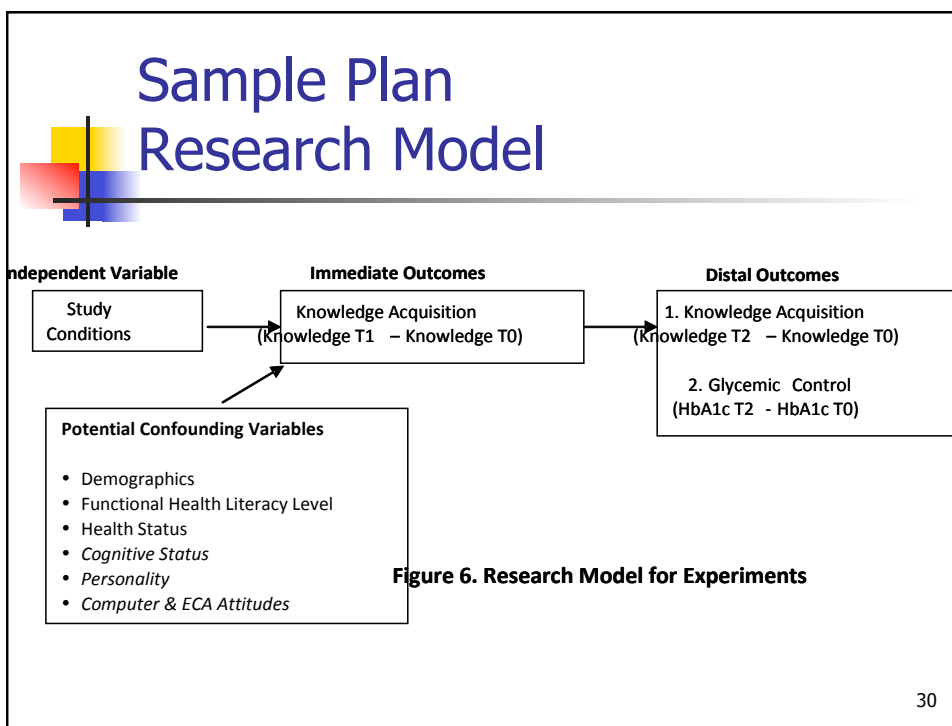 Sample Plan
Research Model
ndependent Variable
Study
Conditions
Immediate Outcomes
Knowledge Acquisition
(Knowledge T1 – Knowledge T0)
Distal Outcomes
1. Knowledge Acquisition
(Knowledge T2 – Knowledge T0)
2. Glycemic Control
(HbA1c T2 - HbA1c T0)
Potential Confounding Variables
• Demographics
• Functional Health Literacy Level
• Health Status
• Cognitive Status
• Personality
• Computer & ECA Attitudes
Figure 6. Research Model for Experiments
30